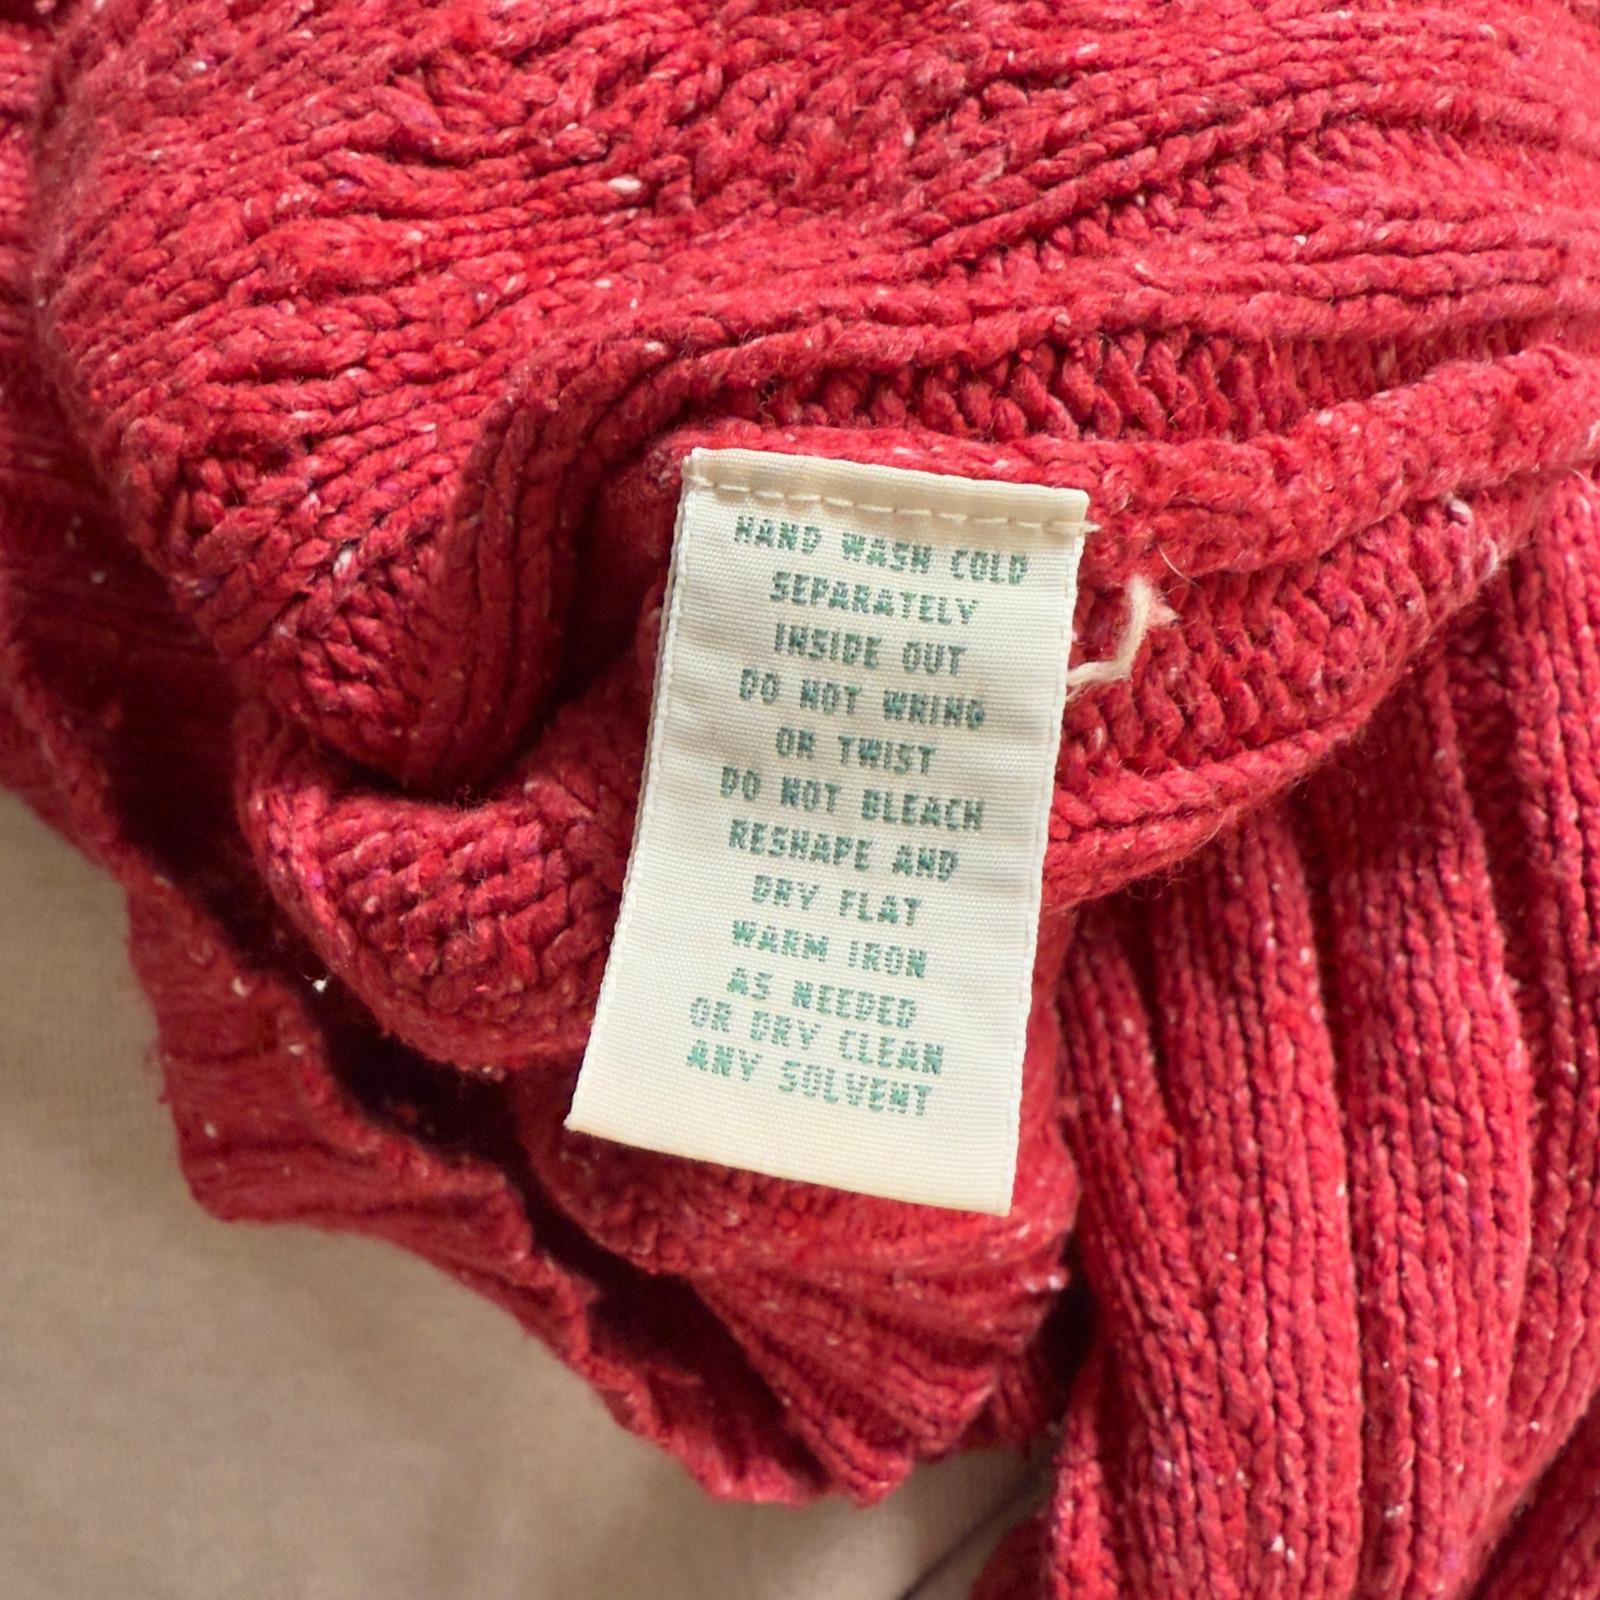 HAND WASH COLD
SEPARATELY
INSIDE OUT
DO NOT WRING
OR TWIST
DO NOT BLEACH
RESHAPE AND
DRY FLAT
WARM IRON
AS NEEDED
OR DRY CLEAN
ANY SOLVENT